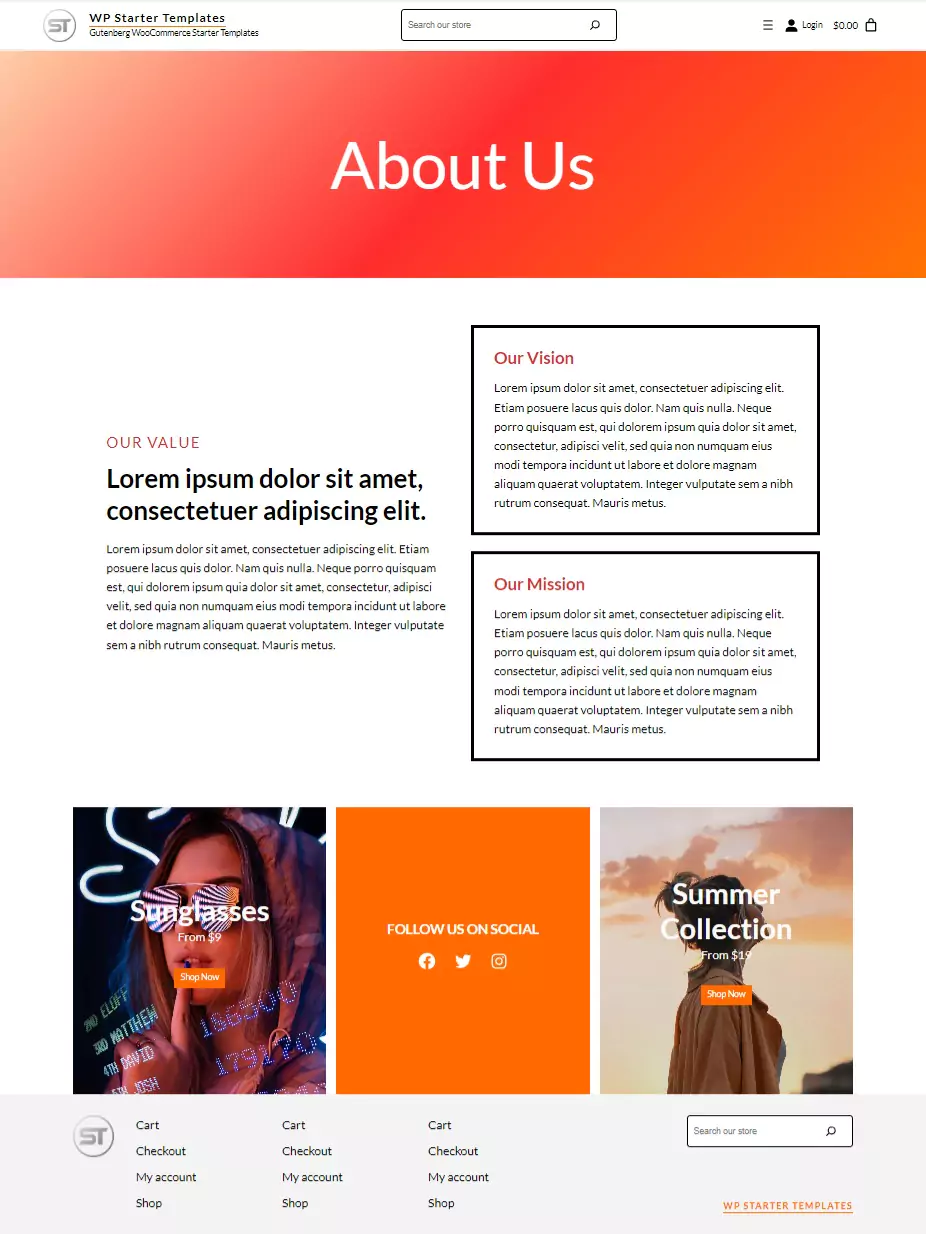 ST
WP Starter Templates
Gutenberg WooCommerce Starter Templates
Search our store
Login
$0.00
About Us
OUR VALUE
Lorem ipsum dolor sit amet,
consectetuer adipiscing elit.
Lorem ipsum dolor sit amet, consectetuer adipiscing elit. Etiam
posuere lacus quis dolor. Nam quis nulla. Neque porro quisquam
est, qui dolorem ipsum quia dolor sit amet, consectetur, adipisci
velit, sed quia non numquam eius modi tempora incidunt ut labore
et dolore magnam aliquam quaerat voluptatem. Integer vulputate
sem a nibh rutrum consequat. Mauris metus.
Our Vision
Lorem ipsum dolor sit amet, consectetuer adipiscing elit.
Etiam posuere lacus quis dolor. Nam quis nulla. Neque
porro quisquam est, qui dolorem ipsum quia dolor sit amet,
consectetur, adipisci velit, sed quia non numquam eius
modi tempora incidunt ut labore et dolore magnam
aliquam quaerat voluptatem. Integer vulputate sem a nibh
rutrum consequat. Mauris metus.
Our Mission
Lorem ipsum dolor sit amet, consectetuer adipiscing elit.
Etiam posuere lacus quis dolor. Nam quis nulla. Neque
porro quisquam est, qui dolorem ipsum quia dolor sit amet,
consectetur, adipisci velit, sed quia non numquam eius
modi tempora incidunt ut labore et dolore magnam
aliquam quaerat voluptatem. Integer vulputate sem a nibh
rutrum consequat. Mauris metus.
Sunglasses
From $9
Shop Now
2ND ELOFF
3RD MATTHEW
4TH DAVID
5TH JOSH
186500
179170
FOLLOW US ON SOCIAL
Summer
Collection
From $19
Shop Now
ST
Cart
Checkout
My account
Shop
Cart
Checkout
My account
Shop
Cart
Checkout
My account
Shop
Search our store
WP STARTER TEMPLATES